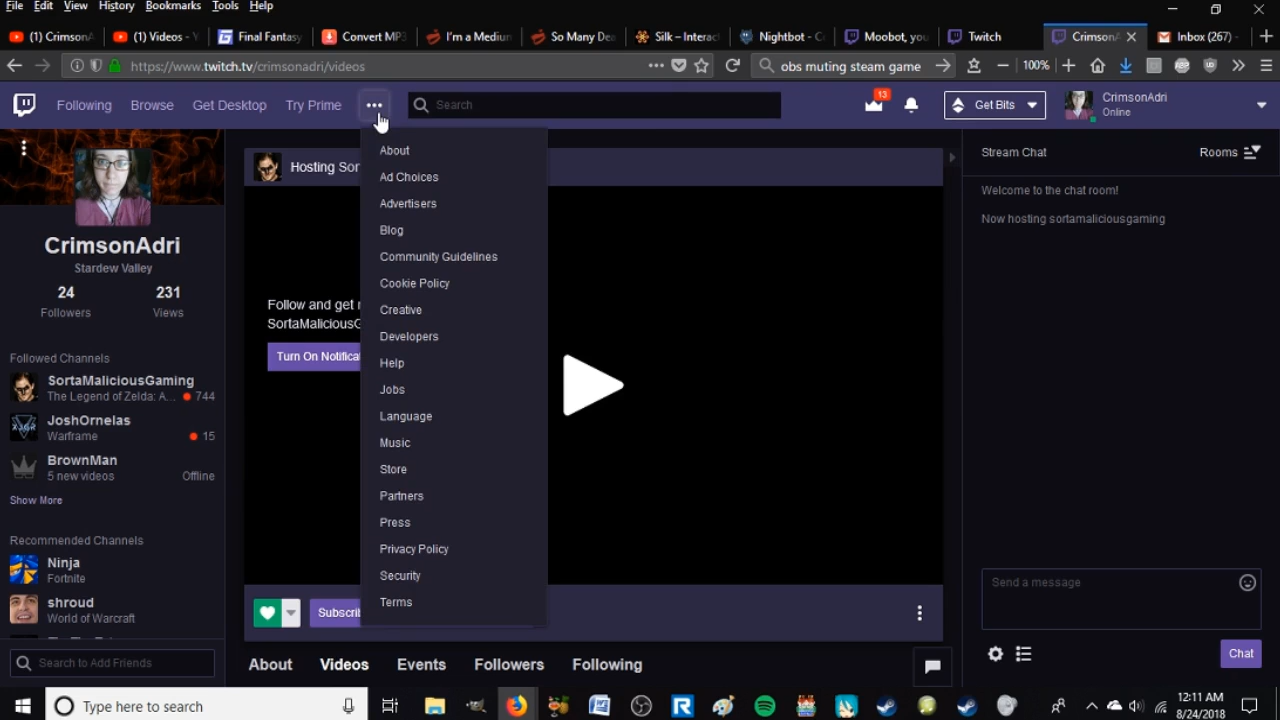 File Edit View History Bookmarks Tools Help
(1) CrimsonA
(1) Videos - Y
Final Fantasy
Convert MP3
I'm a Medium
So Many Dea
Silk – Interac
Nightbot - C
Moobot, you
Twitch
CrimsonA
Inbox (267)
https://www.twitch.tv/crimsonadri/videos
100%
obs muting steam game
Following Browse Get Desktop Try Prime
Search
13
Get Bits
CrimsonAdri
Online
CrimsonAdri
Stardew Valley
24 231
Followers Views
Followed Channels
SortaMaliciousGaming
The Legend of Zelda: A... 744
JoshOrnelas
Warframe 15
BrownMan
5 new videos Offline
Show More
Recommended Channels
Ninja
Fortnite
shroud
World of Warcraft
Search to Add Friends
Hosting Sor
Follow and get
SortaMaliciousG
Turn On Notifica
About
Ad Choices
Advertisers
Blog
Community Guidelines
Cookie Policy
Creative
Developers
Help
Jobs
Language
Music
Store
Partners
Press
Privacy Policy
Security
Terms
Subscrib
About Videos Events Followers Following
Stream Chat Rooms
Welcome to the chat room!
Now hosting sortamaliciousgaming
Send a message
Chat
Type here to search
12:11 AM
8/24/2018